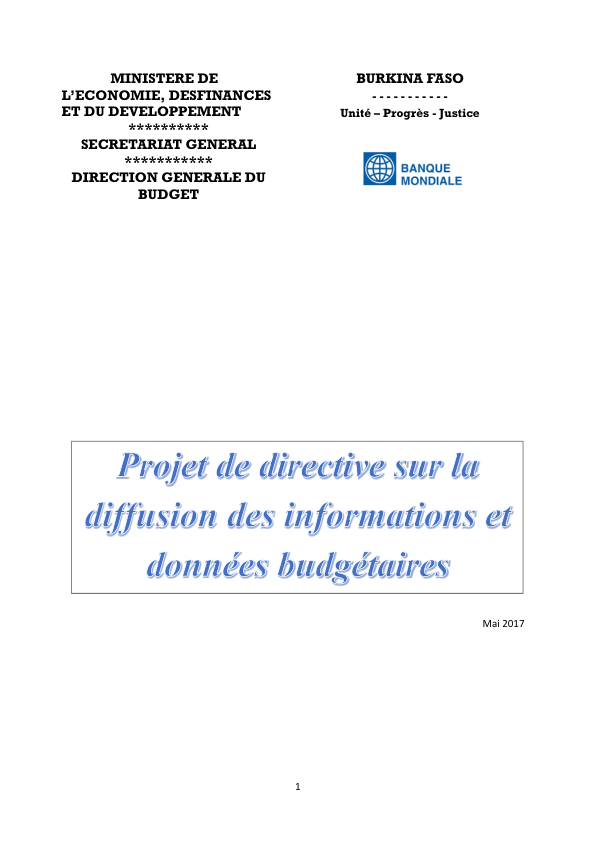 MINISTERE DE
L'ECONOMIE, DESFINANCES
ET DU DEVELOPPEMENT
**********
SECRETARIAT GENERAL
***********
DIRECTION GENERALE DU
BUDGET
BURKINA FASO
- - - - - - - - - - -
Unité – Progrès - Justice
BANQUE
MONDIALE
Projet de directive sur la
diffusion des informations et
données budgétaires
Mai 2017
1